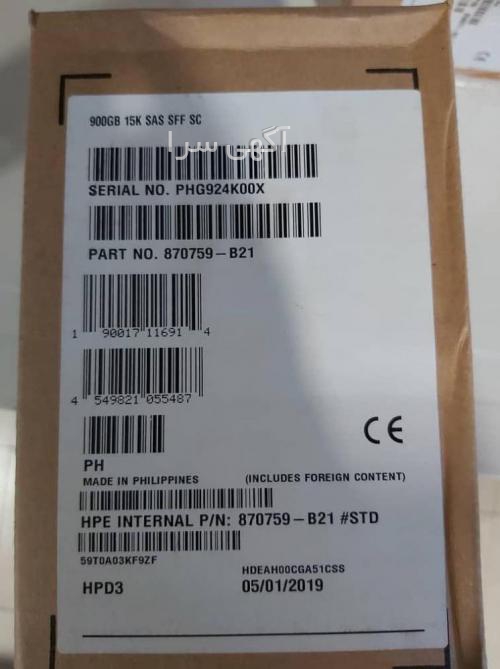 900GB 15K SAS SFF SC
آگهی سرا
SERIAL NO. PHG924K00X
PART NO. 870759-B21
1 90017 11691 4
4 549821 055487
CE
PH
MADE IN PHILIPPINES (INCLUDES FOREIGN CONTENT)
HPE INTERNAL P/N: 870759-B21 #STD
59T0A03KF9ZF
HDEAH00CGA51CSS
HPD3 05/01/2019